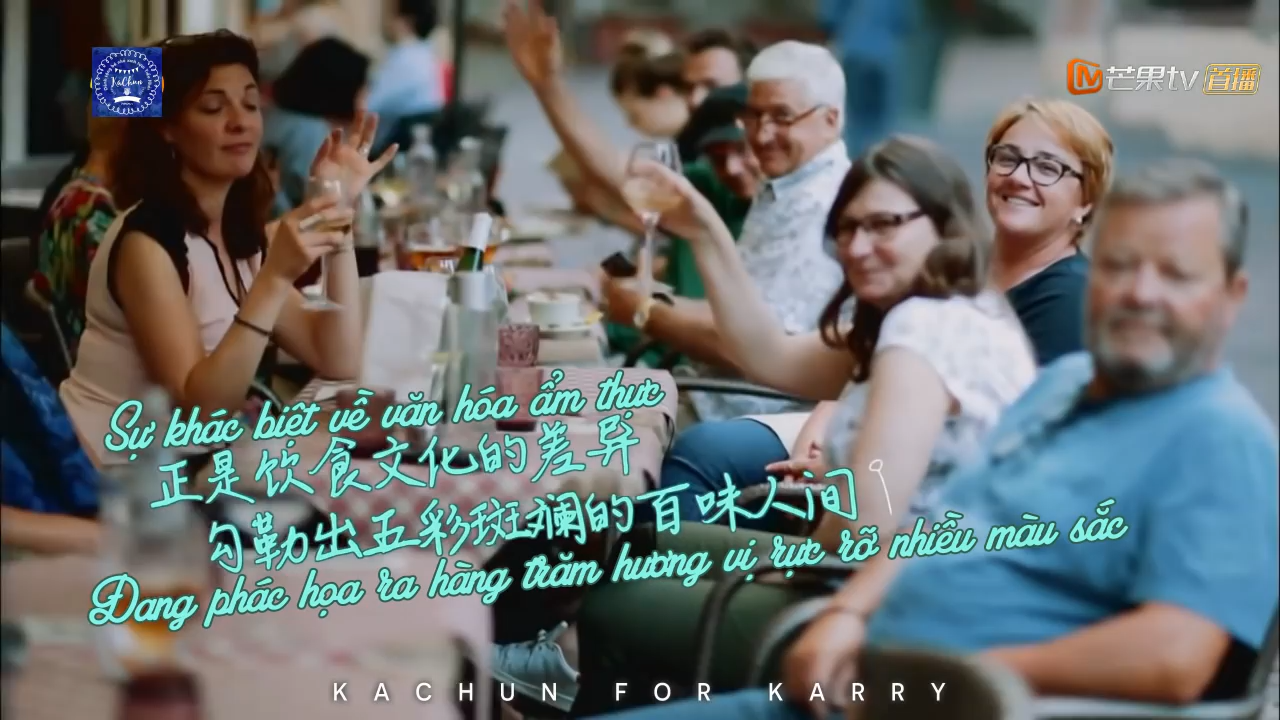 KaChun
芒果tv 首播
Sự khác biệt về văn hóa ẩm thực
正是饮食文化的差异
勾勒出五彩斑斓的百味人间
Đang phác họa ra hàng trăm hương vị rực rỡ nhiều màu sắc
KACHUN FOR KARRY